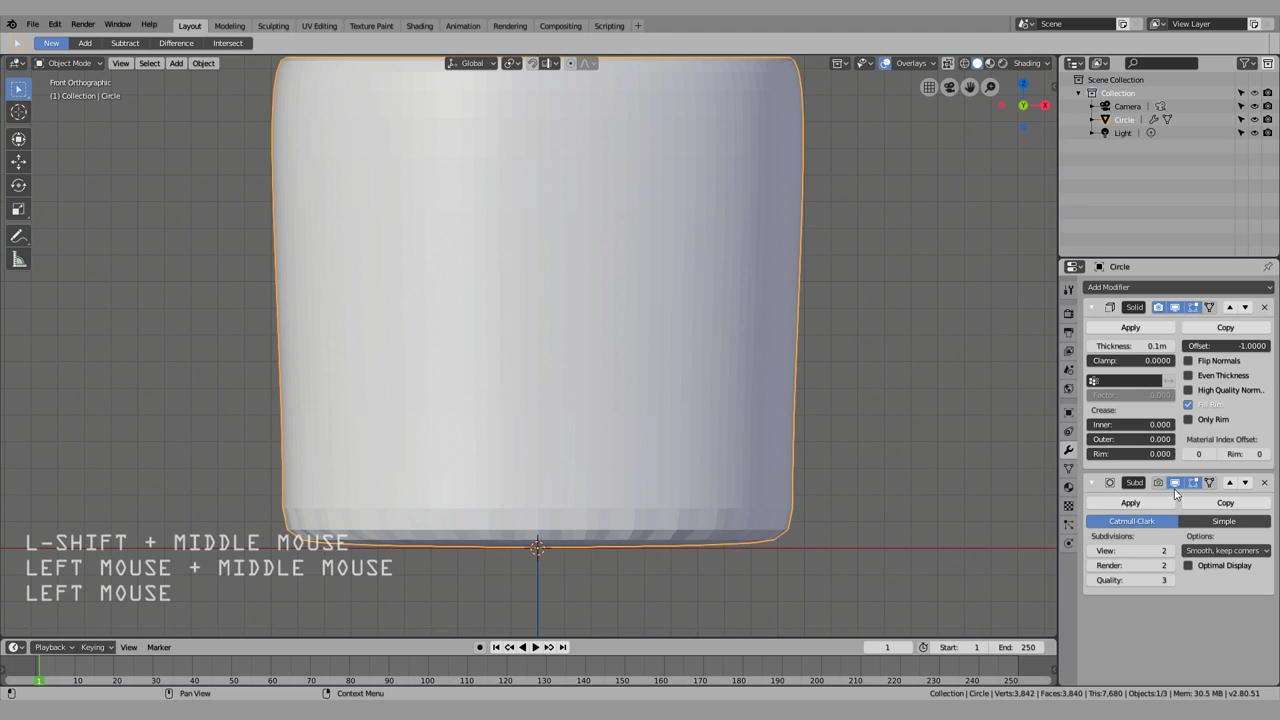 File Edit Render Window Help Layout Modeling Sculpting UV Editing Texture Paint Shading Animation Rendering Compositing Scripting + Scene View Layer
New Add Subtract Difference Intersect
Object Mode View Select Add Object Global Overlays Shading
Front Orthographic
(1) Collection | Circle
Z
Y
X
Scene Collection
Collection
Camera
Circle
Light
Circle
Add Modifier
Solid
Apply Copy
Thickness: 0.1m Offset: -1.0000
Clamp: 0.0000 Flip Normals
Even Thickness
High Quality Norm..
Factor: 0.000 Fill Rim
Crease: Only Rim
Inner: 0.000
Outer: 0.000 Material Index Offset:
Rim: 0.000 0 Rim: 0
Subd
Apply Copy
Catmull-Clark Simple
Subdivisions: Options:
View: 2 Smooth, keep corners
Render: 2 Optimal Display
Quality: 3
L-SHIFT + MIDDLE MOUSE
LEFT MOUSE + MIDDLE MOUSE
LEFT MOUSE
Playback Keying View Marker 1 Start: 1 End: 250
1 10 20 30 40 50 60 70 80 90 100 110 120 130 140 150 160 170 180 190 200 210 220 230 240 250
Pan View Context Menu Collection | Circle | Verts:3,842 | Faces:3,840 | Tris:7,680 | Objects:1/3 | Mem: 30.5 MB | v2.80.51